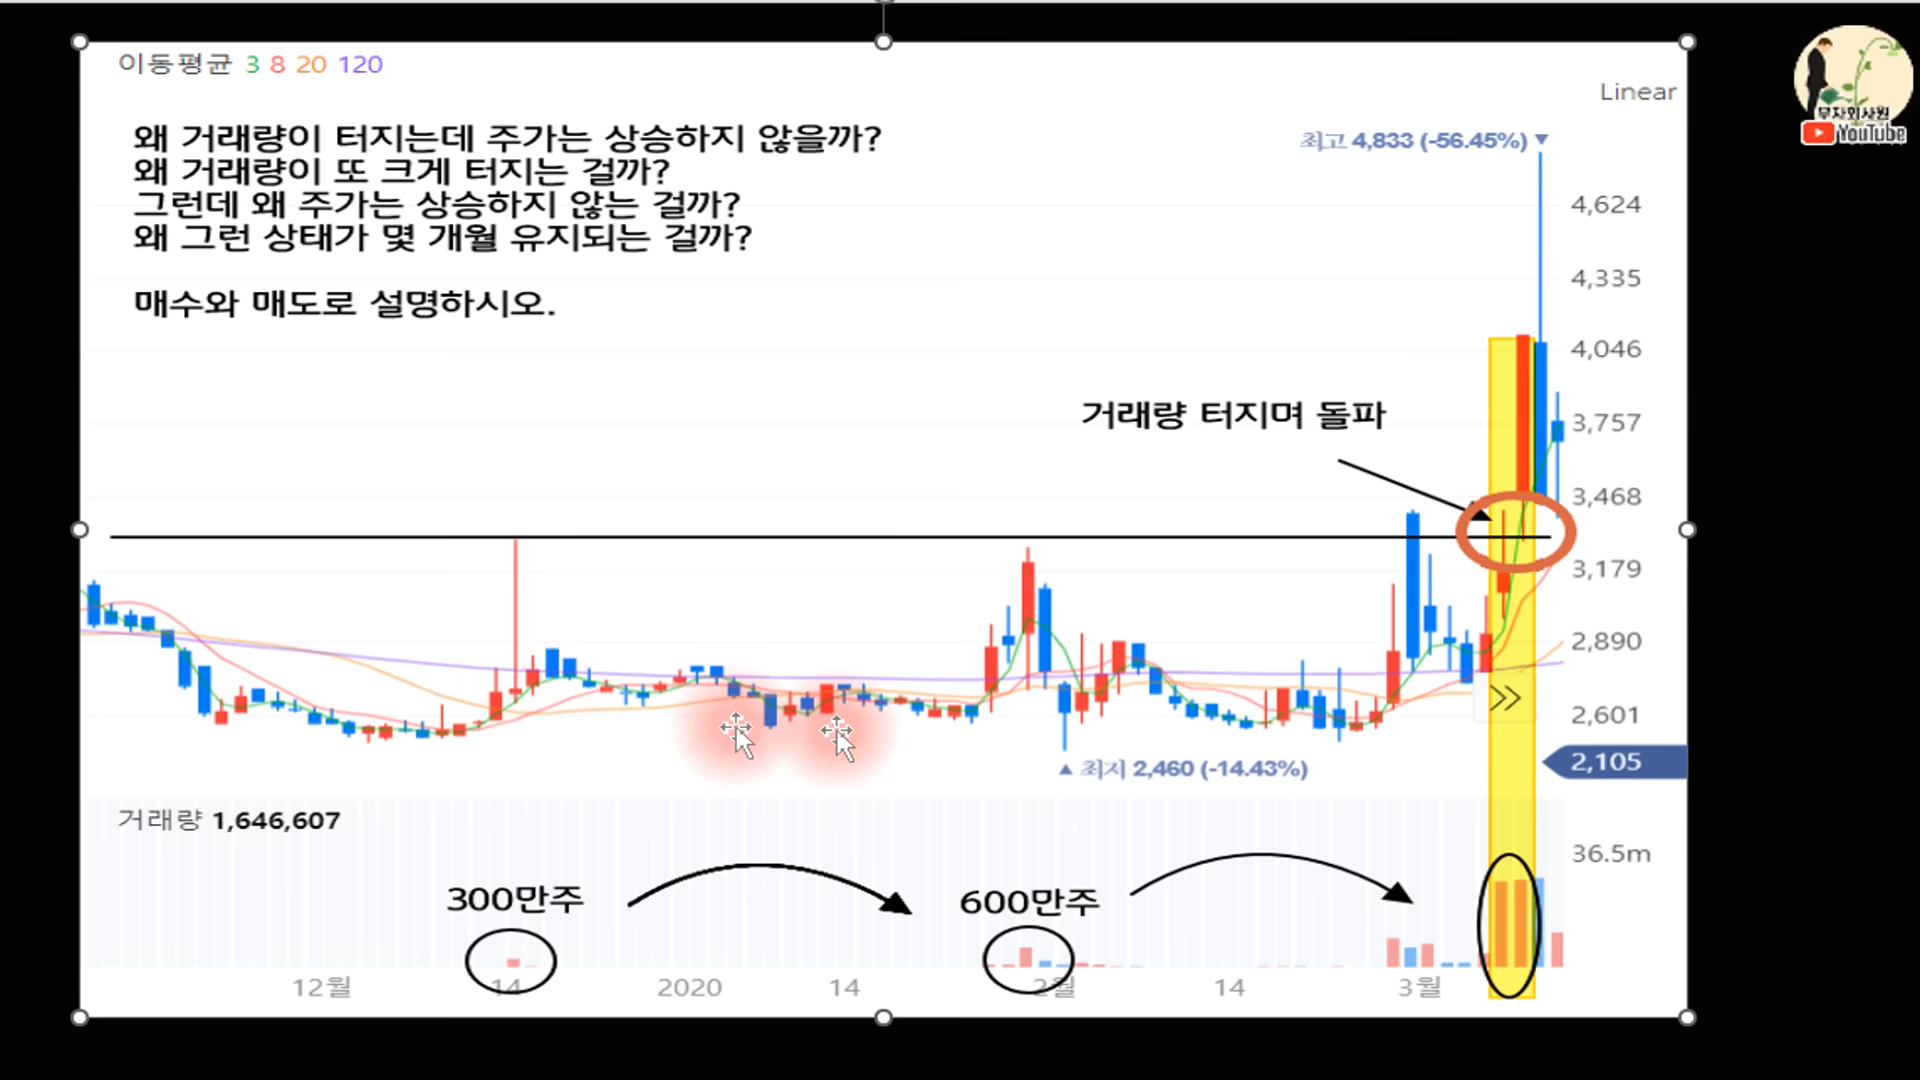 이동평균 3 8 20 120
Linear
왜 거래량이 터지는데 주가는 상승하지 않을까?
왜 거래량이 또 크게 터지는 걸까?
그런데 왜 주가는 상승하지 않는 걸까?
왜 그런 상태가 몇 개월 유지되는 걸까?
매수와 매도로 설명하시오.
최고 4,833 (-56.45%) ▼
4,624
4,335
4,046
거래량 터지며 돌파
3,757
3,468
3,179
2,890
2,601
2,105
▲ 최저 2,460 (-14.43%)
거래량 1,646,607
36.5m
300만주
600만주
12월 14 2020 14 2월 14 3월
부자회사원
YouTube